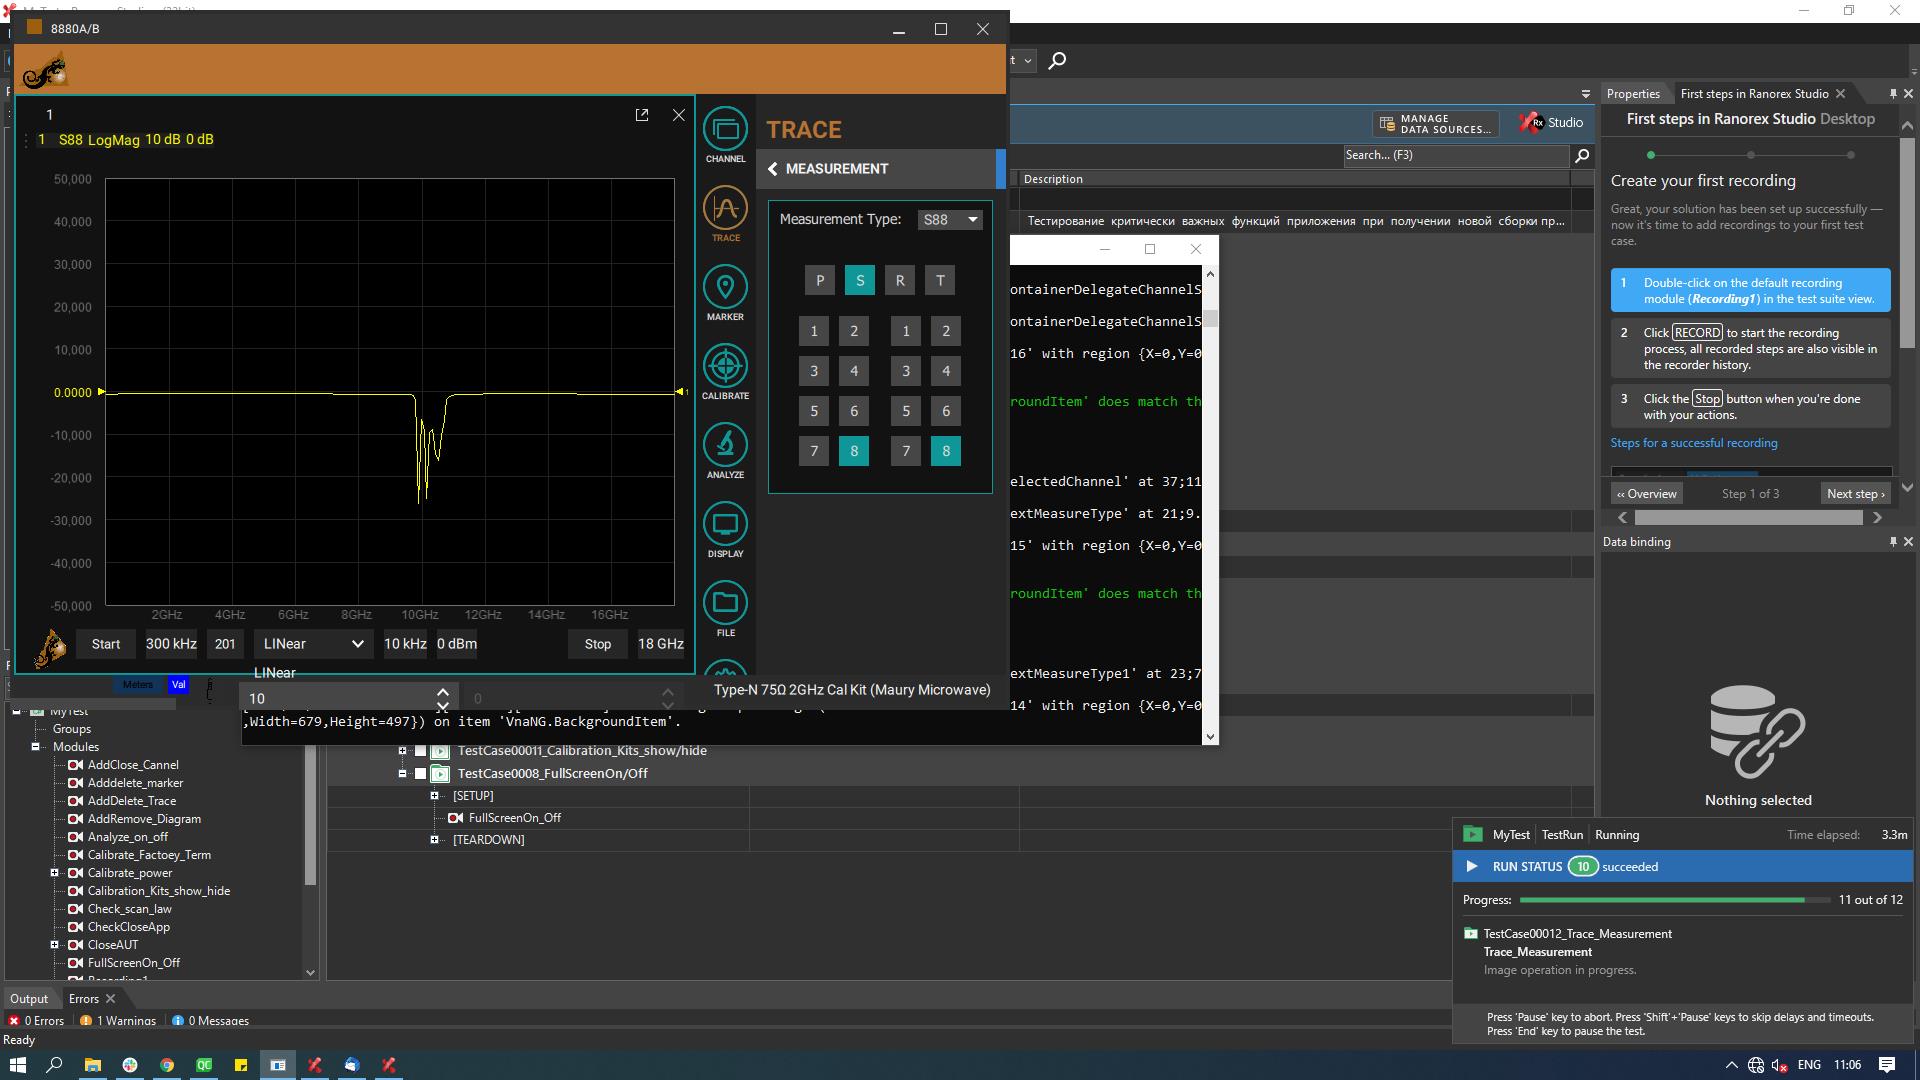 8880A/B
1
1 S88 LogMag 10 dB 0 dB
50,000
40,000
30,000
20,000
10,000
0.0000
-10,000
-20,000
-30,000
-40,000
-50,000
2GHz 4GHz 6GHz 8GHz 10GHz 12GHz 14GHz 16GHz
1
Start 300 kHz 201 LINear 10 kHz 0 dBm Stop 18 GHz
LINear
Meters Val
10 0
Type-N 75Ω 2GHz Cal Kit (Maury Microwave)
CHANNEL
TRACE
MARKER
CALIBRATE
ANALYZE
DISPLAY
FILE
TRACE
MEASUREMENT
Measurement Type: S88
P S R T
1 2 1 2
3 4 3 4
5 6 5 6
7 8 7 8
MANAGE
DATA SOURCES...
Rx Studio
Search... (F3)
Description
Тестирование критически важных функций приложения при получении новой сборки пр...
ontainerDelegateChannelS
ontainerDelegateChannelS
16' with region {X=0,Y=0
roundItem' does match th
electedChannel' at 37;11
extMeasureType' at 21;9.
15' with region {X=0,Y=0
roundItem' does match th
extMeasureType1' at 23;7
14' with region {X=0,Y=0
,Width=679,Height=497}) on item 'VnaNG.BackgroundItem'.
MyTest
Groups
Modules
AddClose_Cannel
Adddelete_marker
AddDelete_Trace
AddRemove_Diagram
Analyze_on_off
Calibrate_Factoey_Term
Calibrate_power
Calibration_Kits_show_hide
Check_scan_law
CheckCloseApp
CloseAUT
FullScreenOn_Off
TestCase00011_Calibration_Kits_show/hide
TestCase0008_FullScreenOn/Off
[SETUP]
FullScreenOn_Off
[TEARDOWN]
Properties First steps in Ranorex Studio
First steps in Ranorex Studio Desktop
Create your first recording
Great, your solution has been set up successfully —
now it's time to add recordings to your first test
case.
1 Double-click on the default recording
module (Recording1) in the test suite view.
2 Click RECORD to start the recording
process, all recorded steps are also visible in
the recorder history.
3 Click the Stop button when you're done
with your actions.
Steps for a successful recording
‹‹ Overview Step 1 of 3 Next step ›
Data binding
Nothing selected
MyTest TestRun Running Time elapsed: 3.3m
RUN STATUS 10 succeeded
Progress: 11 out of 12
TestCase00012_Trace_Measurement
Trace_Measurement
Image operation in progress.
Press 'Pause' key to abort. Press 'Shift'+'Pause' keys to skip delays and timeouts.
Press 'End' key to pause the test.
Output Errors
0 Errors 1 Warnings 0 Messages
Ready
QC
ENG 11:06